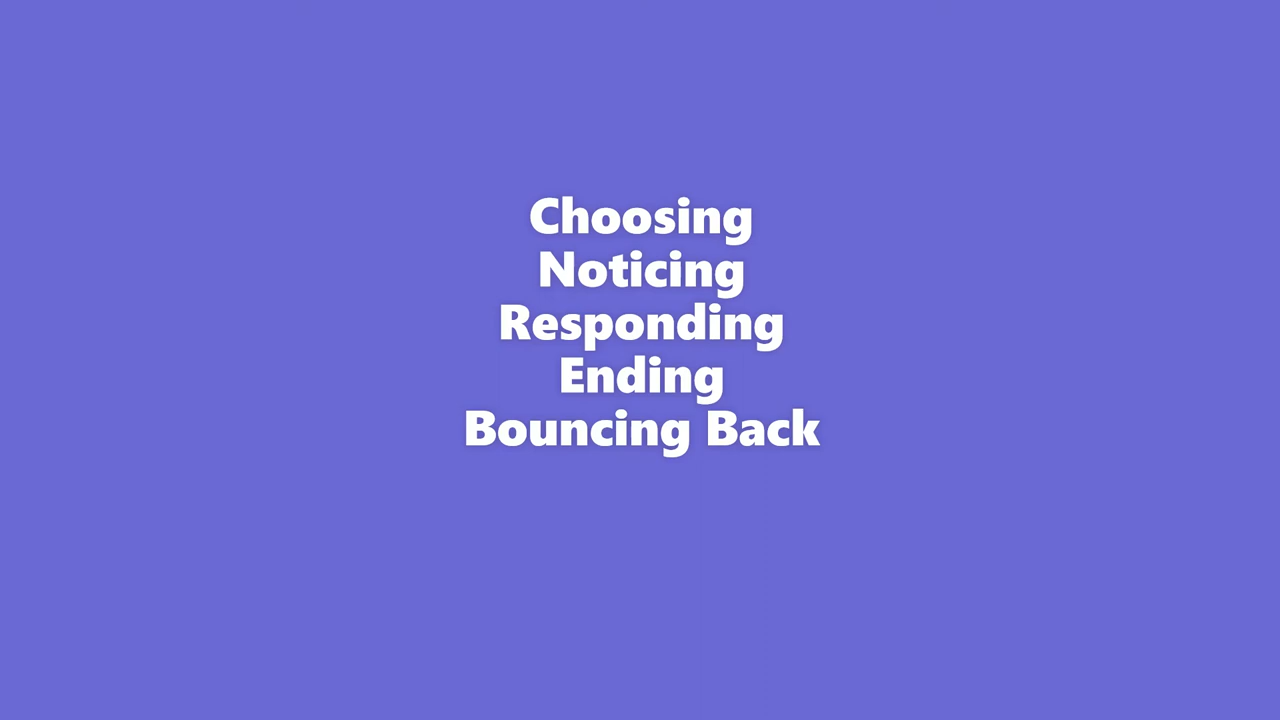 Choosing
Noticing
Responding
Ending
Bouncing Back